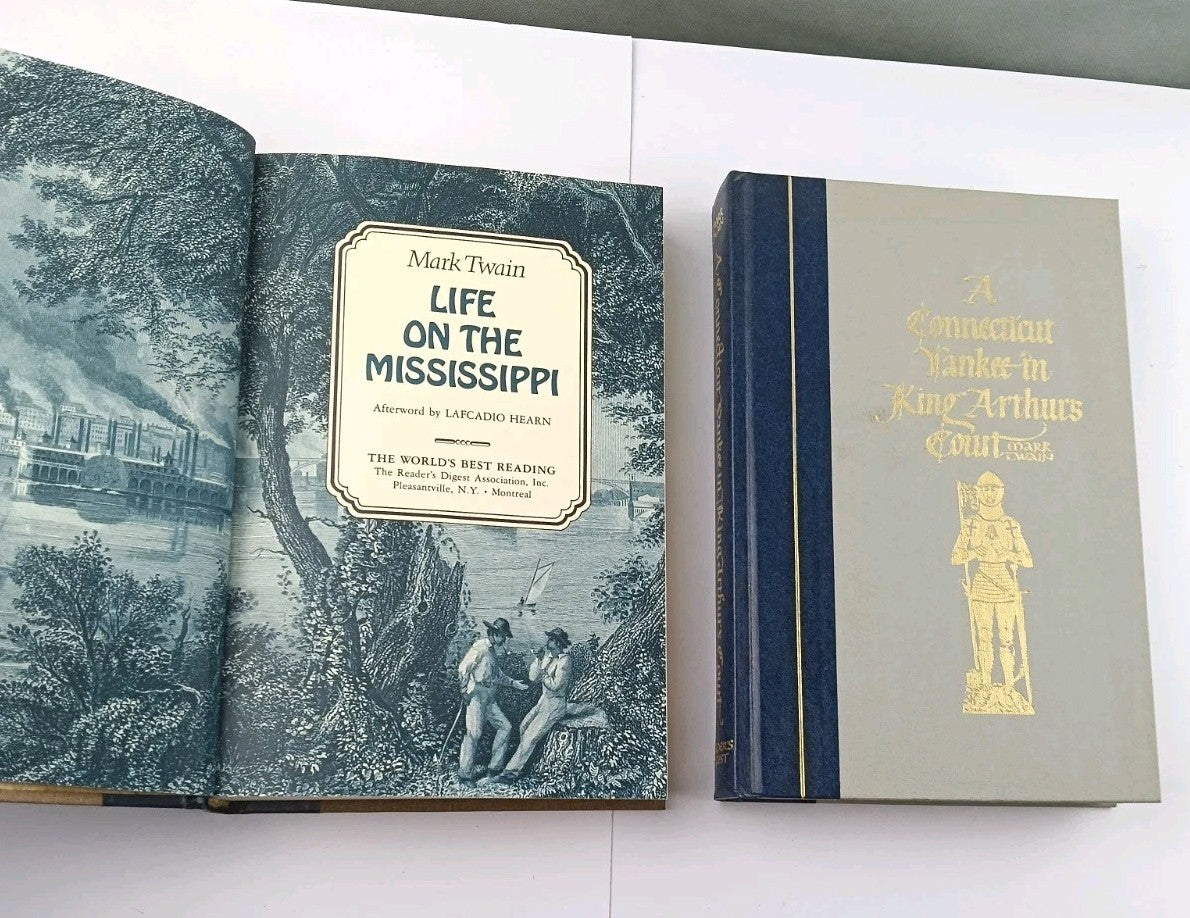 Mark Twain
LIFE
ON THE
MISSISSIPPI
Afterword by LAFCADIO HEARN
THE WORLD'S BEST READING
The Reader's Digest Association, Inc.
Pleasantville, N.Y. • Montreal
A
Connecticut
Yankee in
King Arthur's
Court MARK
TWAIN